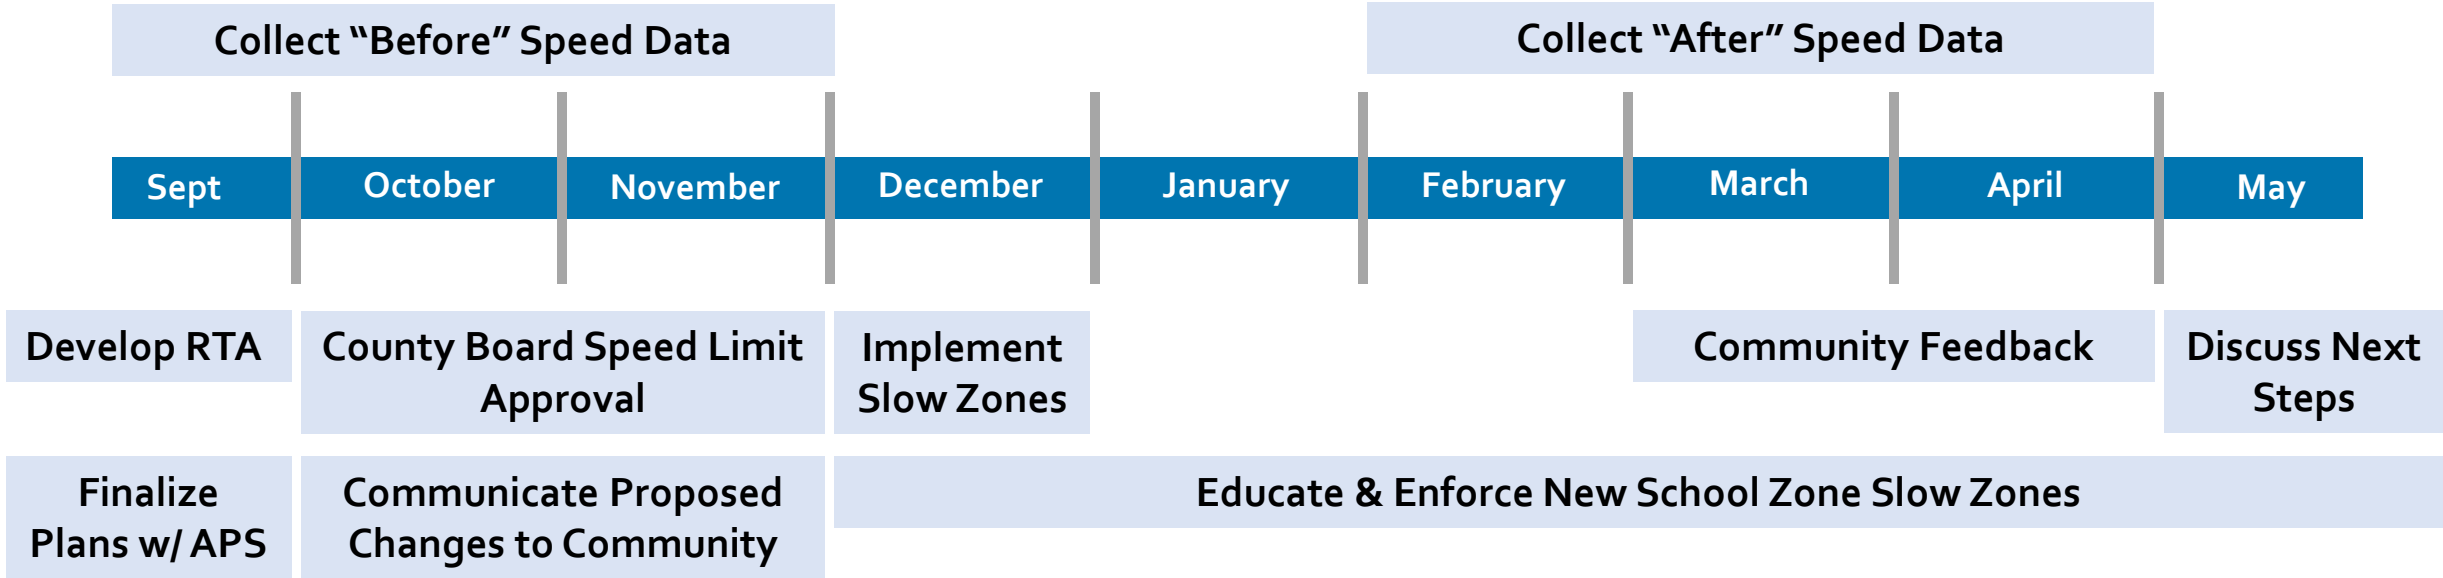 Collect “Before” Speed Data
Collect “After” Speed Data
Sept
October
November
December
January
February
March
April
May
Develop RTA
County Board Speed Limit
Approval
Implement
Slow Zones
Community Feedback
Discuss Next
Steps
Finalize
Plans w/ APS
Communicate Proposed
Changes to Community
Educate & Enforce New School Zone Slow Zones